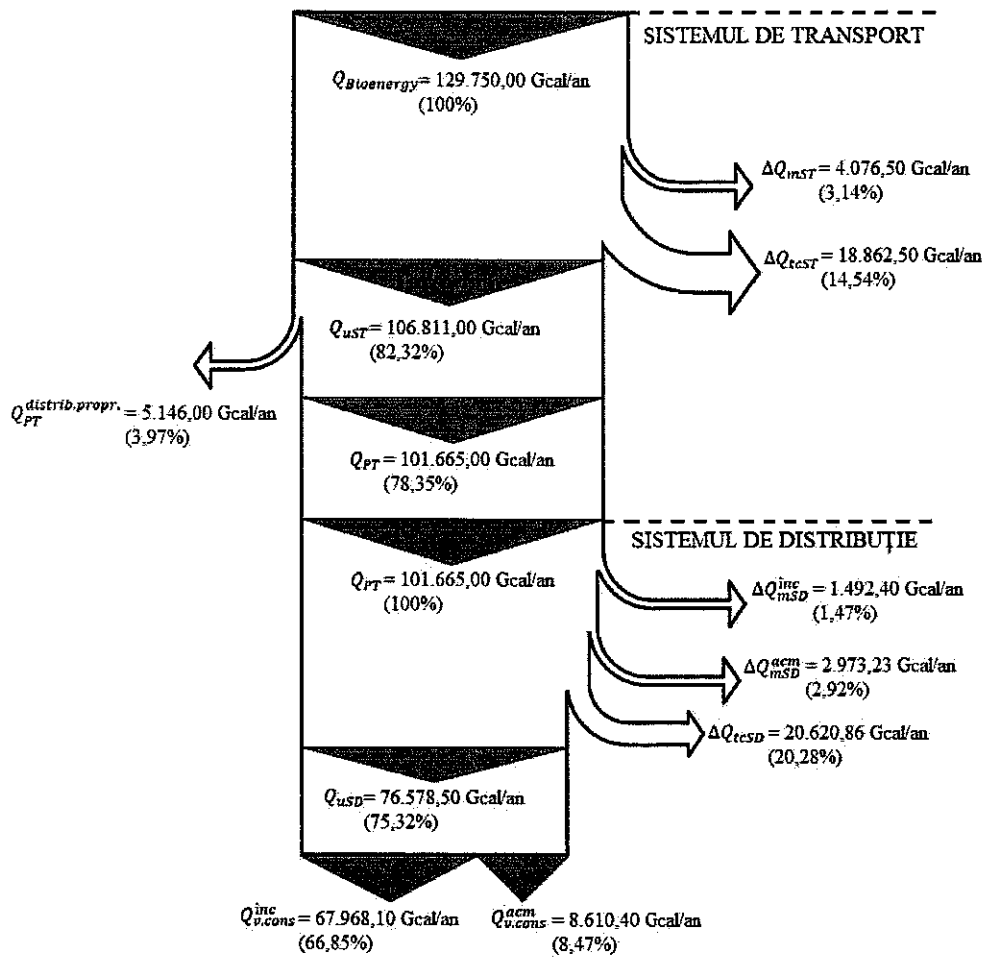 SISTEMUL DE TRANSPORT
Q_Bioenergy = 129.750,00 Gcal/an
(100%)
ΔQ_mST = 4.076,50 Gcal/an
(3,14%)
ΔQ_tcST = 18.862,50 Gcal/an
(14,54%)
Q_uST = 106.811,00 Gcal/an
(82,32%)
Q_PT^distrib.propr. = 5.146,00 Gcal/an
(3,97%)
Q_PT = 101.665,00 Gcal/an
(78,35%)
SISTEMUL DE DISTRIBUȚIE
Q_PT = 101.665,00 Gcal/an
(100%)
ΔQ_mSD^inc = 1.492,40 Gcal/an
(1,47%)
ΔQ_mSD^acm = 2.973,23 Gcal/an
(2,92%)
ΔQ_tcSD = 20.620,86 Gcal/an
(20,28%)
Q_uSD = 76.578,50 Gcal/an
(75,32%)
Q_v.cons^inc = 67.968,10 Gcal/an
(66,85%)
Q_v.cons^acm = 8.610,40 Gcal/an
(8,47%)